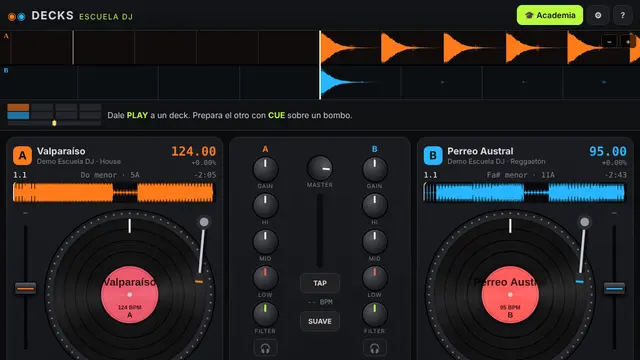 DECKS ESCUELA DJ
🎓 Academia
?
A
B
− +
Dale PLAY a un deck. Prepara el otro con CUE sobre un bombo.
A
Valparaíso
Demo Escuela DJ · House
124.00
+0.00%
1.1
Do menor · 5A
-2:05
Valparaíso
124 BPM
A
A
B
GAIN
MASTER
GAIN
HI
HI
MID
MID
LOW
TAP
LOW
-- BPM
FILTER
SUAVE
FILTER
B
Perreo Austral
Demo Escuela DJ · Reggaetón
95.00
+0.00%
1.1
Fa# menor · 11A
-2:43
Perreo Austr
95 BPM
B